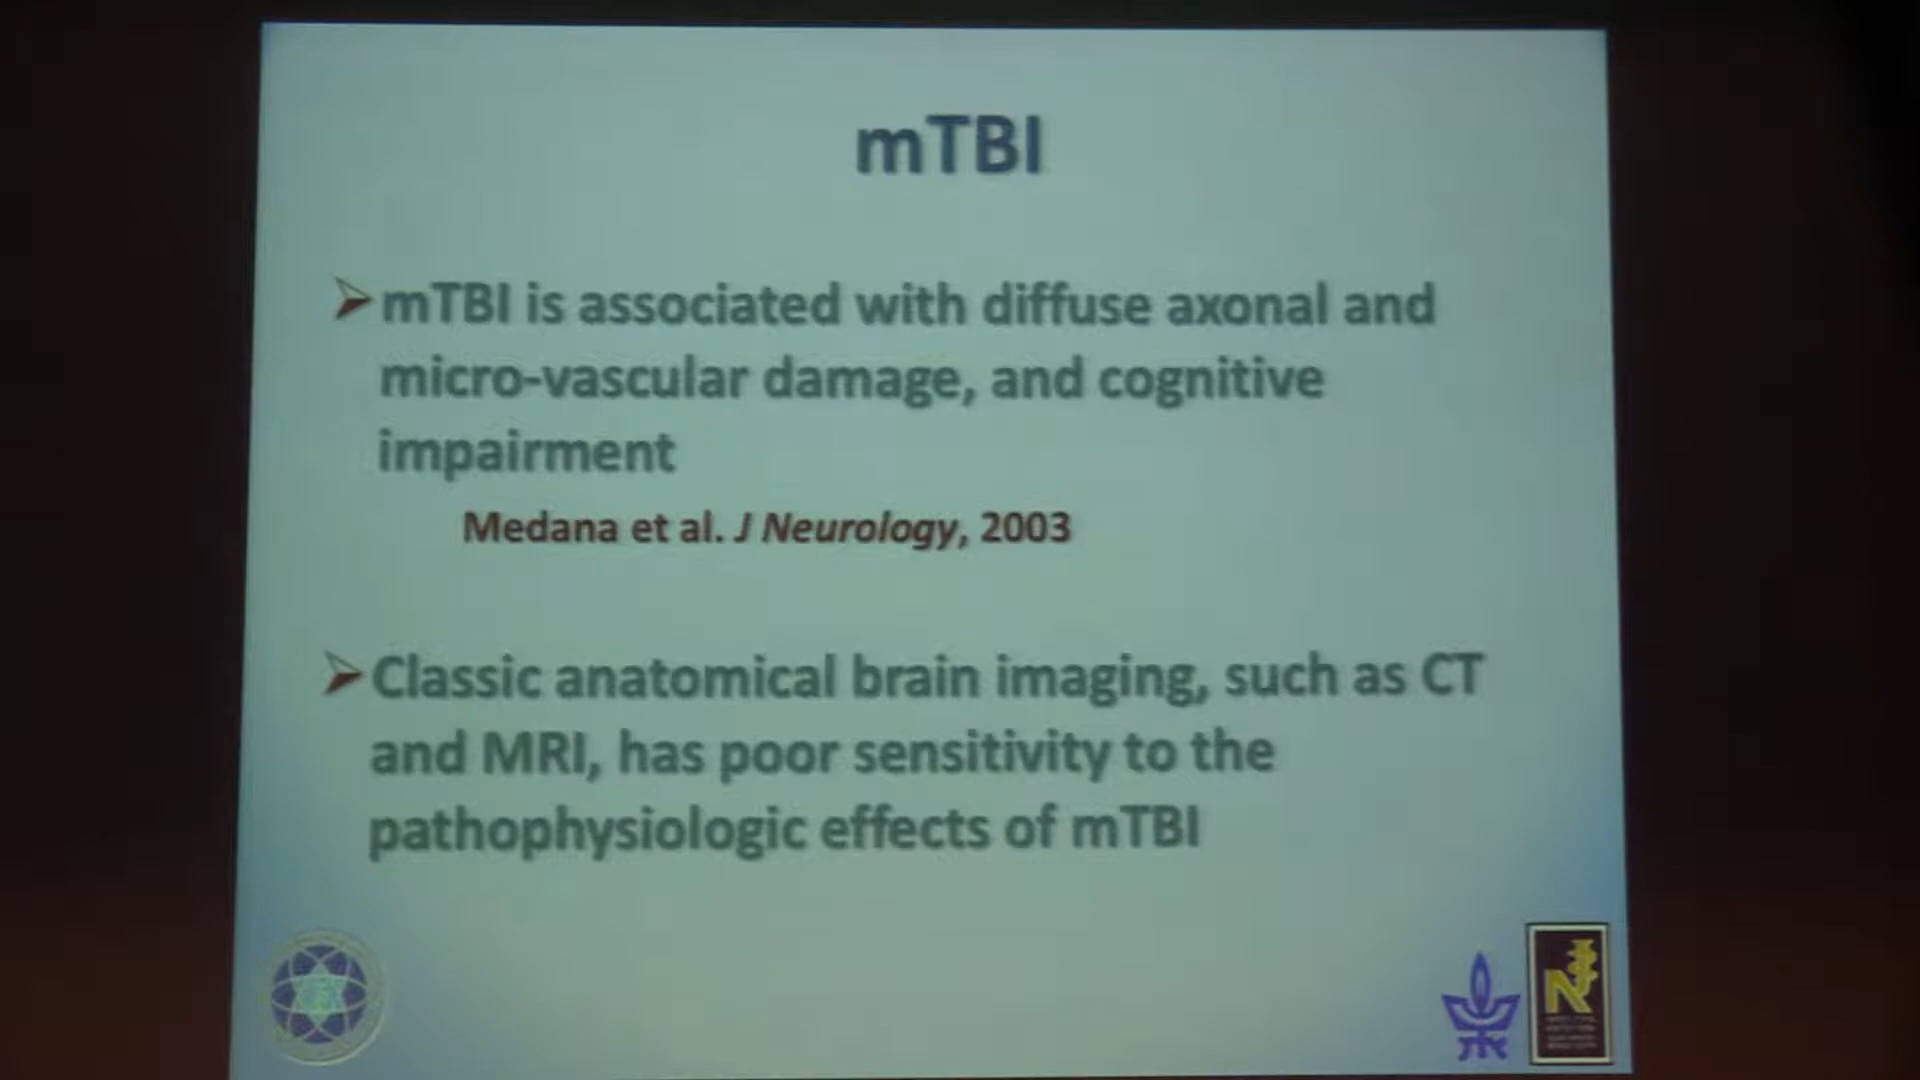 mTBI
mTBI is associated with diffuse axonal and
micro-vascular damage, and cognitive
impairment
Medana et al. J Neurology, 2003
Classic anatomical brain imaging, such as CT
and MRI, has poor sensitivity to the
pathophysiologic effects of mTBI